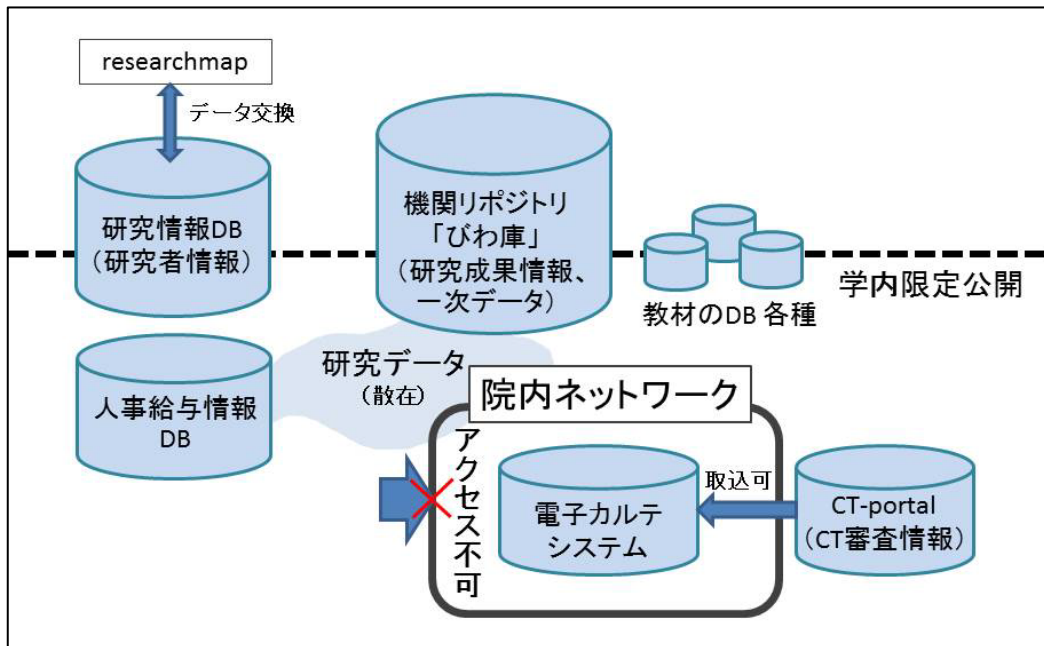 researchmap
データ交換
研究情報DB
（研究者情報）
機関リポジトリ
「びわ庫」
（研究成果情報、
一次データ）
教材のDB 各種
学内限定公開
人事給与情報
DB
研究データ
（散在）
院内ネットワーク
アクセス不可
電子カルテ
システム
取込可
CT-portal
（CT審査情報）